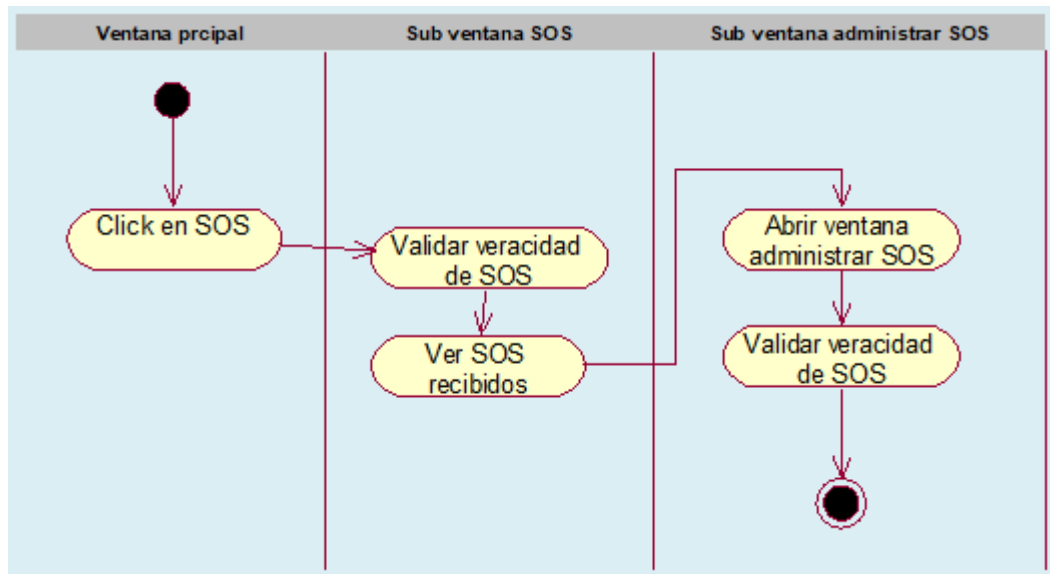 Ventana prcipal
Sub ventana SOS
Sub ventana administrar SOS
Click en SOS
Validar veracidad
de SOS
Ver SOS
recibidos
Abrir ventana
administrar SOS
Validar veracidad
de SOS